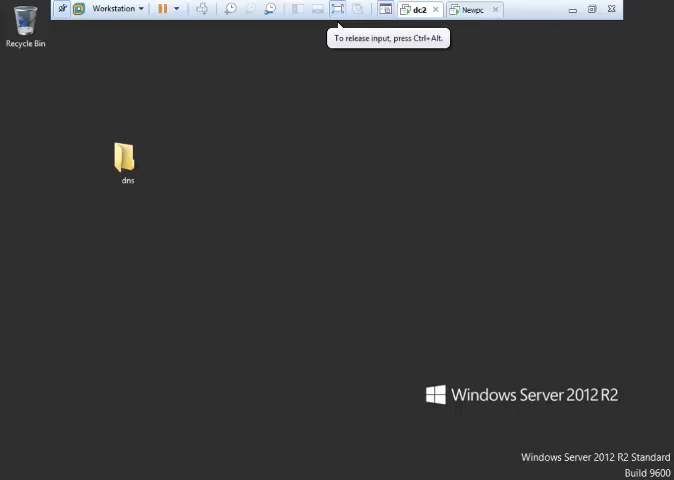 Workstation
dc2
Newpc
To release input, press Ctrl+Alt.
Recycle Bin
dns
Windows Server 2012 R2
Windows Server 2012 R2 Standard
Build 9600